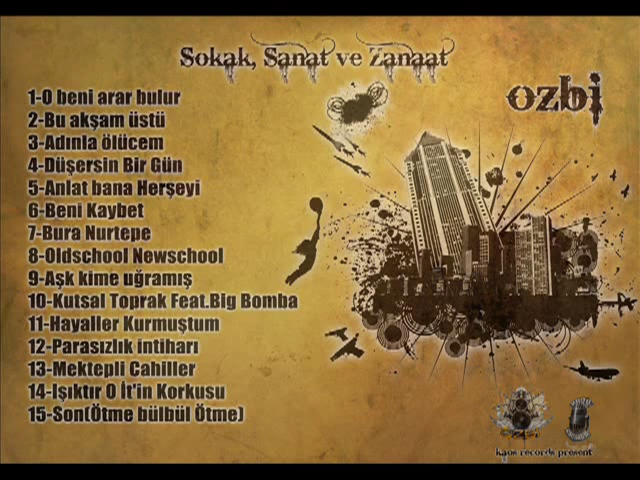 Sokak, Sanat ve Zanaat
ozbi
1-O beni arar bulur
2-Bu akşam üstü
3-Adınla ölücem
4-Düşersin Bir Gün
5-Anlat bana Herşeyi
6-Beni Kaybet
7-Bura Nurtepe
8-Oldschool Newschool
9-Aşk kime uğramış
10-Kutsal Toprak Feat.Big Bomba
11-Hayaller Kurmuştum
12-Parasızlık intiharı
13-Mektepli Cahiller
14-Işıktır O İt'in Korkusu
15-Son(Ötme bülbül Ötme)
kaos records present